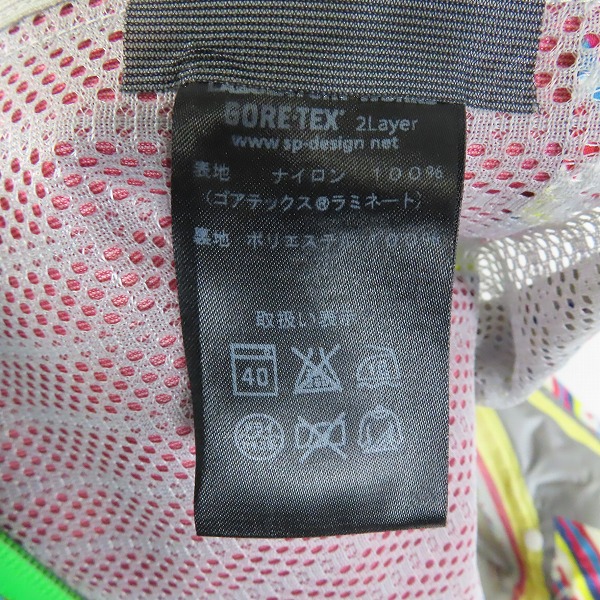 GORE-TEX® 2Layer
www.sp-design.net
表地 ナイロン 100%
(ゴアテックス®ラミネート)
裏地 ポリエステル 100%
取扱い表示
40